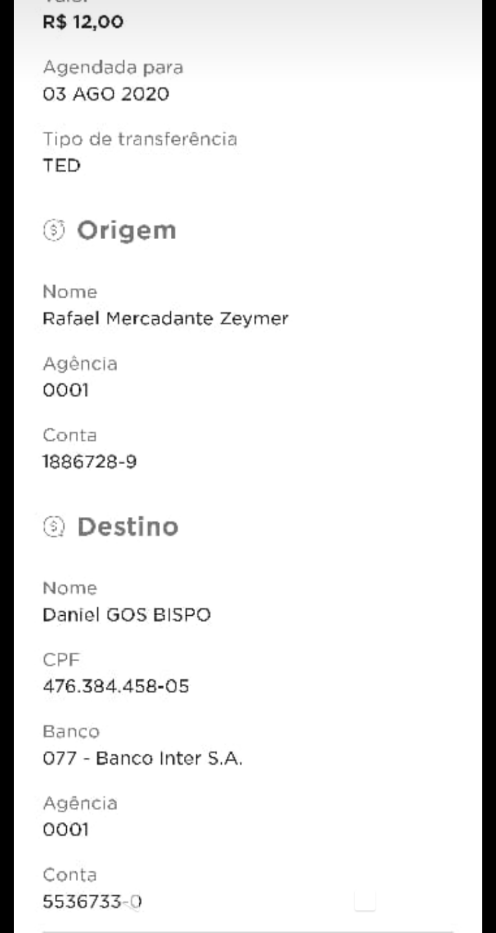 R$ 12,00
Agendada para
03 AGO 2020
Tipo de transferência
TED
Origem
Nome
Rafael Mercadante Zeymer
Agência
0001
Conta
1886728-9
Destino
Nome
Daniel GOS BISPO
CPF
476.384.458-05
Banco
077 - Banco Inter S.A.
Agência
0001
Conta
5536733-0